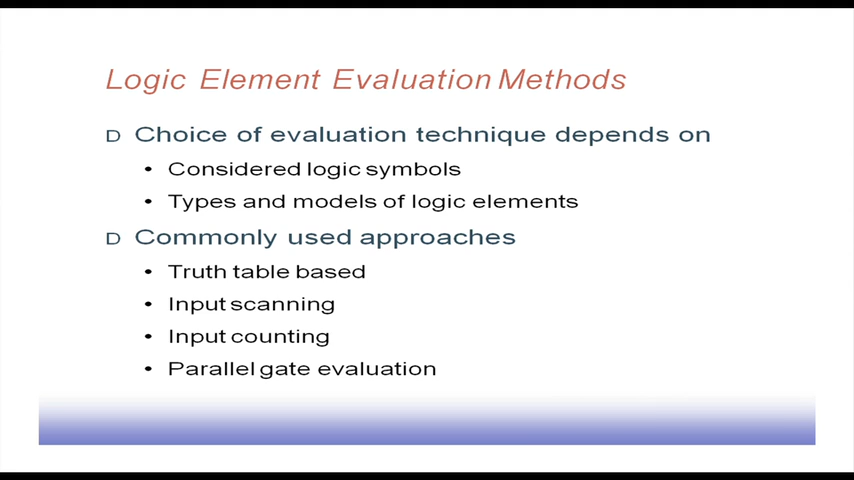 Logic Element Evaluation Methods
D Choice of evaluation technique depends on
• Considered logic symbols
• Types and models of logic elements
D Commonly used approaches
• Truth table based
• Input scanning
• Input counting
• Parallel gate evaluation